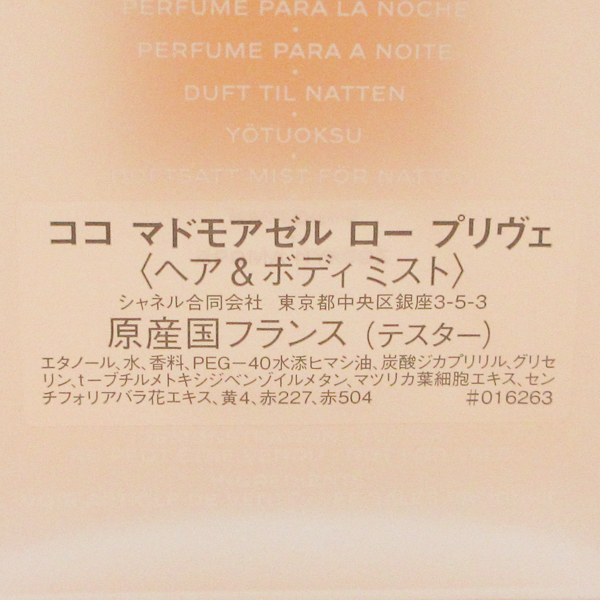 PERFUME PARA LA NOCHE
PERFUME PARA A NOITE
DUFT TIL NATTEN
YÖTUOKSU
DOFTSATT MIST FÖR NATTEN
ココ マドモアゼル ロー プリヴェ
〈ヘア&ボディ ミスト〉
シャネル合同会社 東京都中央区銀座3-5-3
原産国フランス (テスター)
エタノール、水、香料、PEG－40水添ヒマシ油、炭酸ジカプリリル、グリセ
リン、t－ブチルメトキシジベンゾイルメタン、マツリカ葉細胞エキス、セン
チフォリアバラ花エキス、黄4、赤227、赤504 #016263